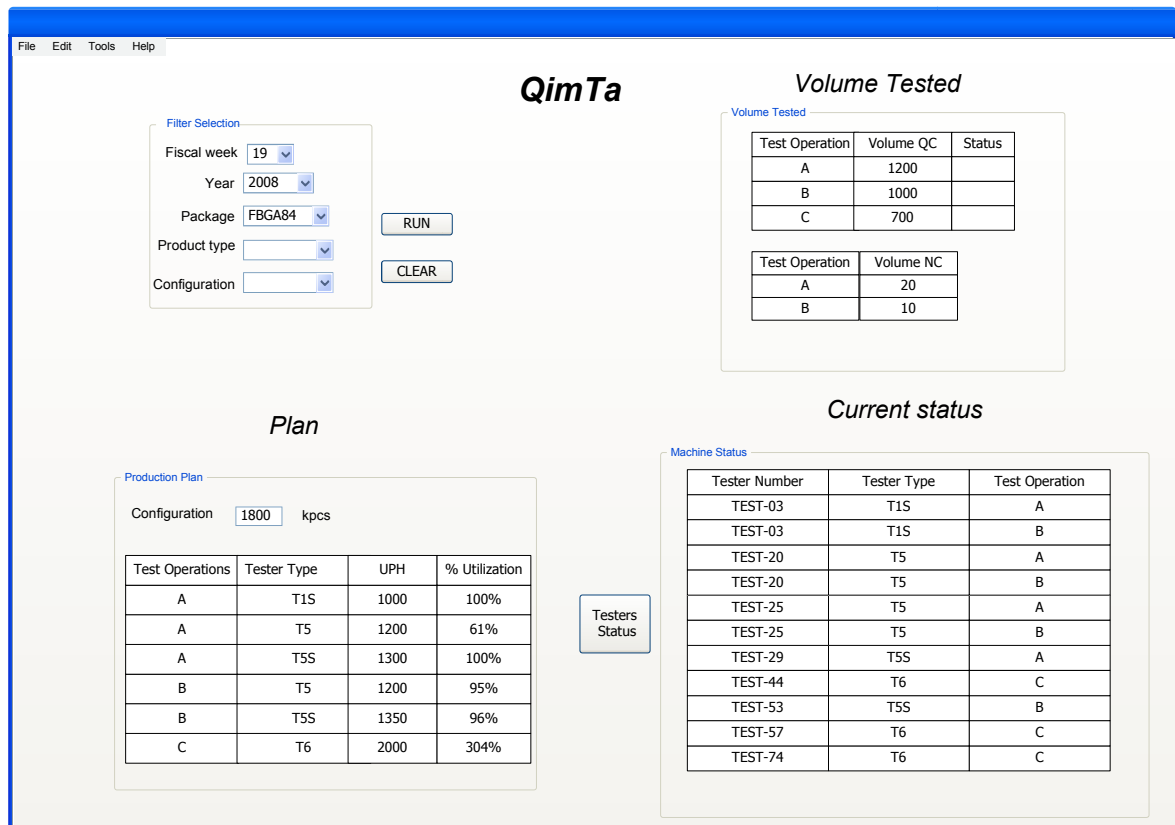 File Edit Tools Help
QimTa
Filter Selection
Fiscal week 19
Year 2008
Package FBGA84
Product type
Configuration
RUN
CLEAR
Volume Tested
Volume Tested
Test Operation Volume QC Status
A 1200
B 1000
C 700
Test Operation Volume NC
A 20
B 10
Plan
Production Plan
Configuration 1800 kpcs
Test Operations Tester Type UPH % Utilization
A T1S 1000 100%
A T5 1200 61%
A T5S 1300 100%
B T5 1200 95%
B T5S 1350 96%
C T6 2000 304%
Testers
Status
Current status
Machine Status
Tester Number Tester Type Test Operation
TEST-03 T1S A
TEST-03 T1S B
TEST-20 T5 A
TEST-20 T5 B
TEST-25 T5 A
TEST-25 T5 B
TEST-29 T5S A
TEST-44 T6 C
TEST-53 T5S B
TEST-57 T6 C
TEST-74 T6 C